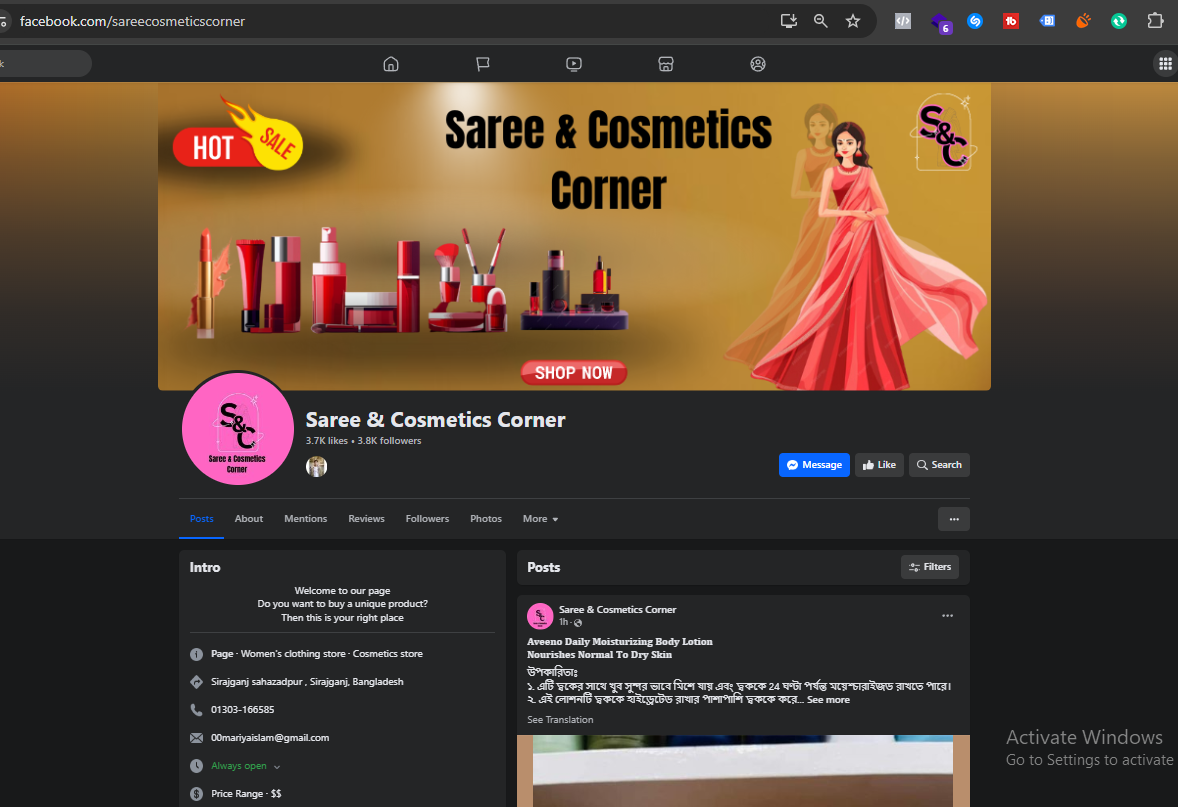 facebook.com/sareecosmeticscorner
6
k
HOT SALE
Saree & Cosmetics
Corner
S&C
SHOP NOW
S&C
Saree & Cosmetics
Corner
Saree & Cosmetics Corner
3.7K likes • 3.8K followers
Message
Like
Search
Posts
About
Mentions
Reviews
Followers
Photos
More
Intro
Welcome to our page
Do you want to buy a unique product?
Then this is your right place
Page · Women's clothing store · Cosmetics store
Sirajganj sahazadpur , Sirajganj, Bangladesh
01303-166585
00mariyaislam@gmail.com
Always open
Price Range · $$
Posts
Filters
Saree & Cosmetics Corner
1h ·
Aveeno Daily Moisturizing Body Lotion
Nourishes Normal To Dry Skin
উপকারিতাঃ
১. এটি ত্বকের সাথে খুব সুন্দর ভাবে মিশে যায় এবং ত্বককে 24 ঘণ্টা পর্যন্ত ময়েশ্চারাইজড রাখতে পারে।
২. এই লোশনটি ত্বককে হাইড্রেটেড রাখার পাশাপাশি ত্বককে করে... See more
See Translation
Activate Windows
Go to Settings to activate